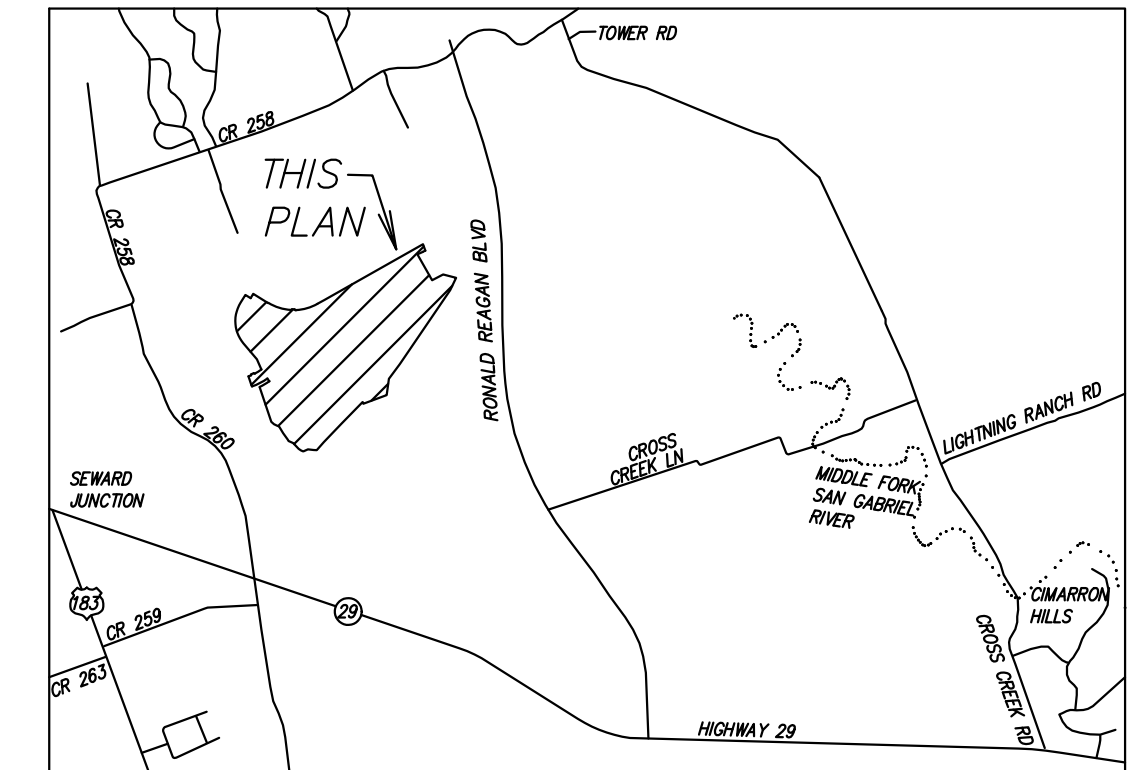 TOWER RD
CR 258
THIS
PLAN
CR 258
RONALD REAGAN BLVD
CR 260
CROSS
CREEK LN
LIGHTNING RANCH RD
SEWARD
JUNCTION
MIDDLE FORK
SAN GABRIEL
RIVER
183
29
CR 259
CR 263
CIMARRON
HILLS
CROSS CREEK RD
HIGHWAY 29